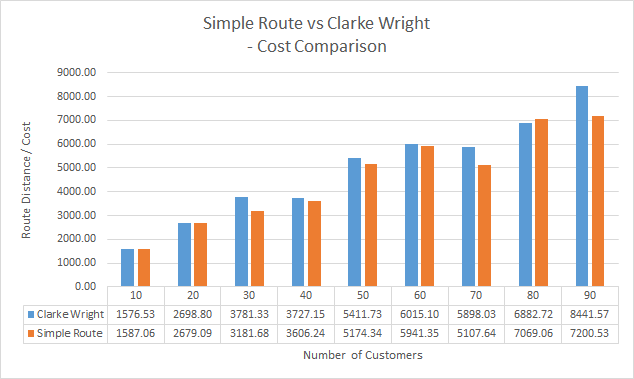 Simple Route vs Clarke Wright
- Cost Comparison
9000.00
8000.00
7000.00
6000.00
5000.00
4000.00
3000.00
2000.00
1000.00
0.00
Route Distance/ Cost
10 20 30 40 50 60 70 80 90
Clarke Wright 1576.53 2698.80 3781.33 3727.15 5411.73 6015.10 5898.03 6882.72 8441.57
Simple Route 1587.06 2679.09 3181.68 3606.24 5174.34 5941.35 5107.64 7069.06 7200.53
Number of Customers